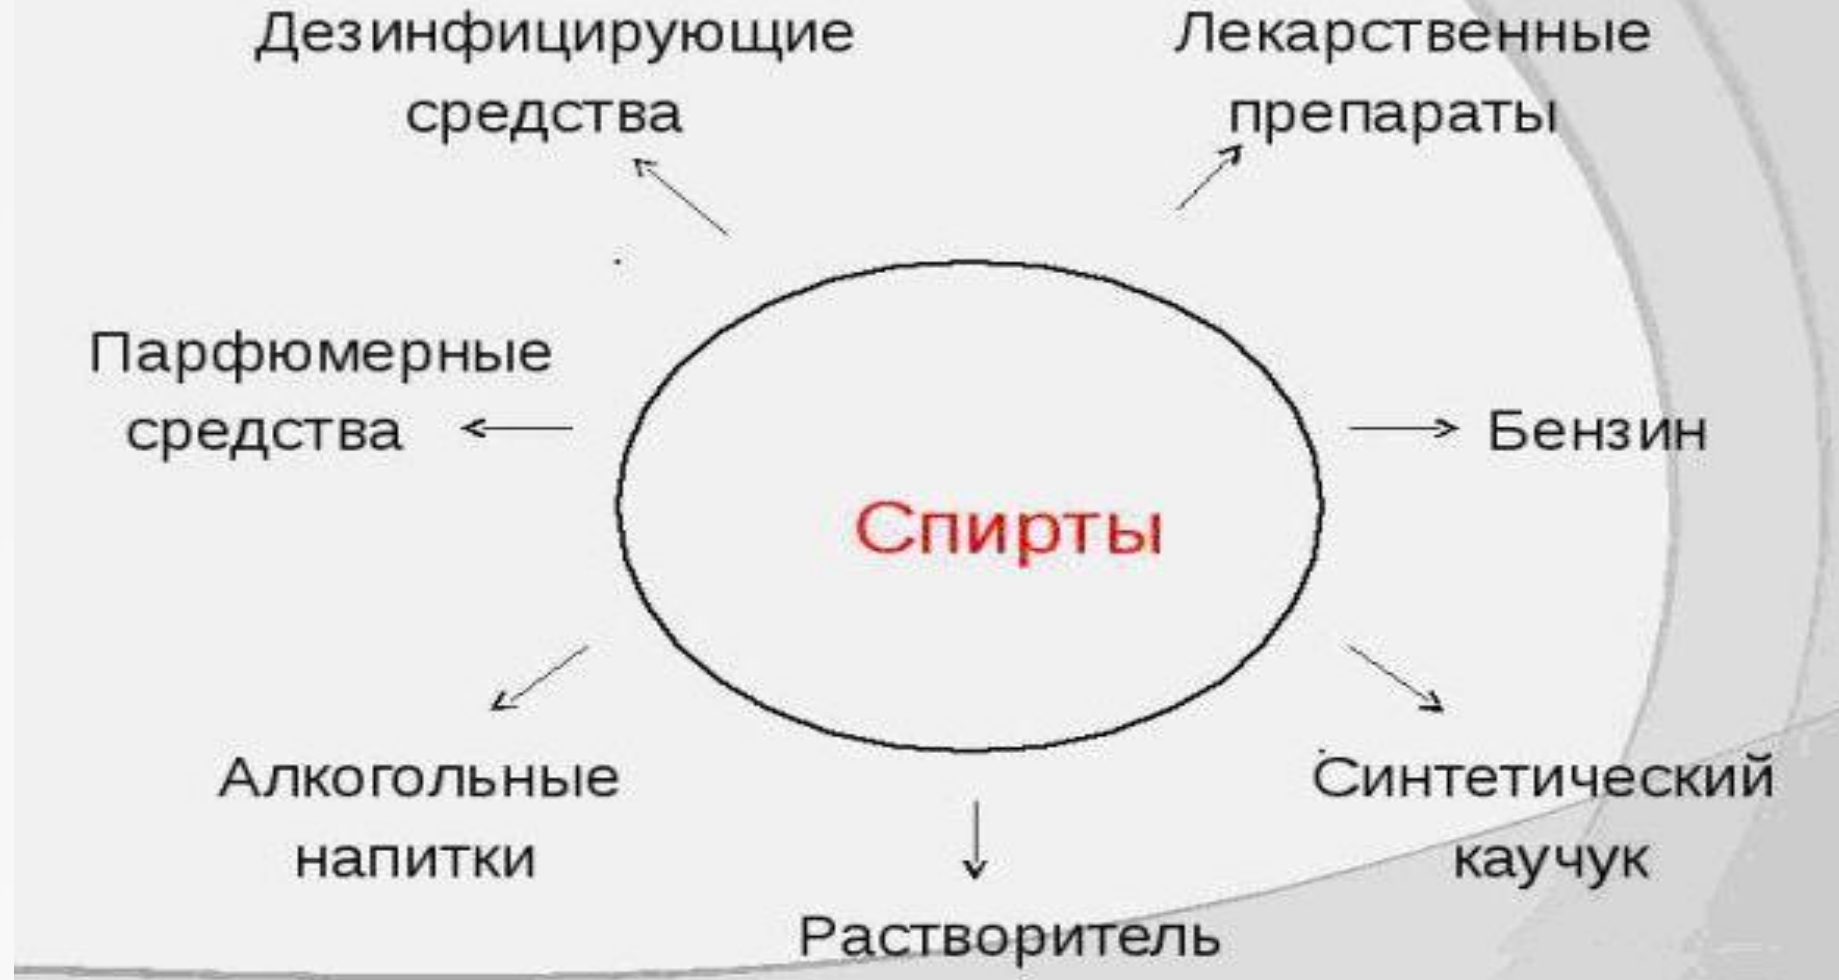 Дезинфицирующие
средства
Лекарственные
препараты
Парфюмерные
средства
Бензин
Спирты
Алкогольные
напитки
Синтетический
каучук
Растворитель